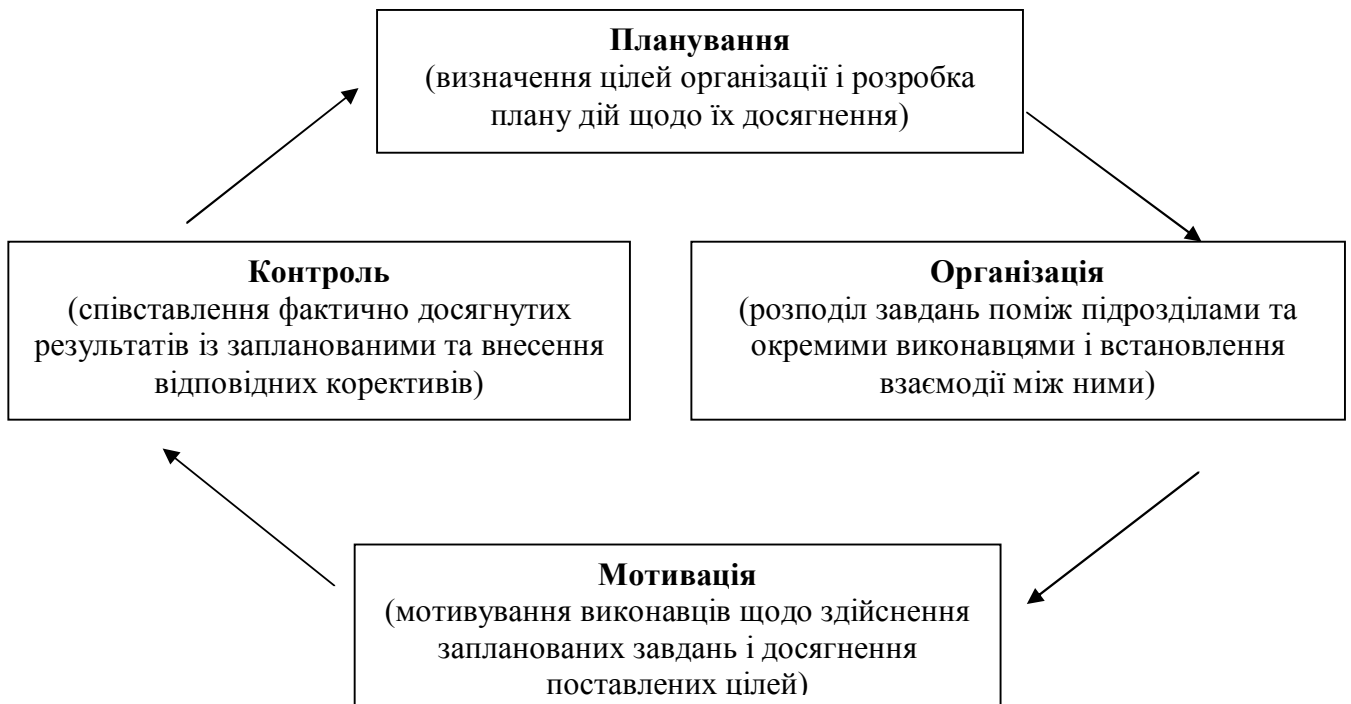 Планування
(визначення цілей організації і розробка
плану дій щодо їх досягнення)
Контроль
(співставлення фактично досягнутих
результатів із запланованими та внесення
відповідних корективів)
Організація
(розподіл завдань поміж підрозділами та
окремими виконавцями і встановлення
взаємодії між ними)
Мотивація
(мотивування виконавців щодо здійснення
запланованих завдань і досягнення
поставлених цілей)